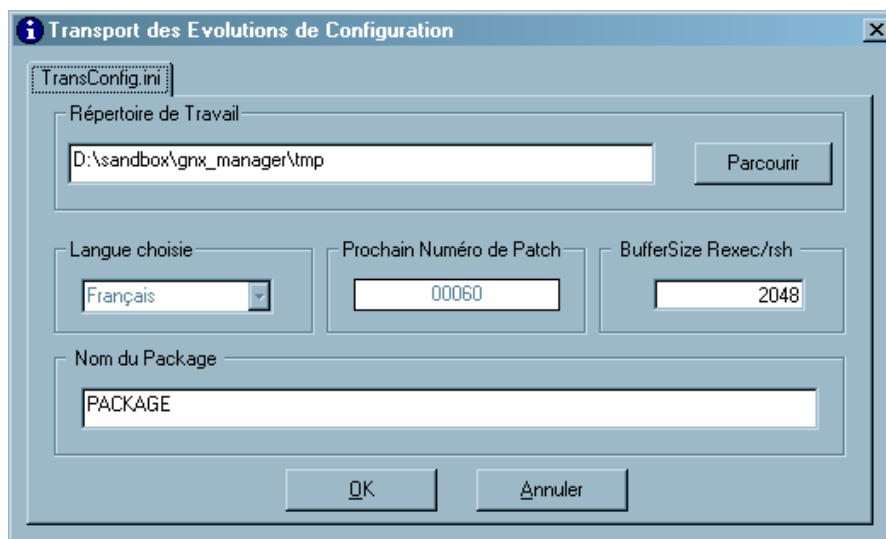 Transport des Evolutions de Configuration
TransConfig.ini
Répertoire de Travail
D:\sandbox\gnx_manager\tmp
Parcourir
Langue choisie
Prochain Numéro de Patch
BufferSize Rexec/rsh
Français
00060
2048
Nom du Package
PACKAGE
OK
Annuler